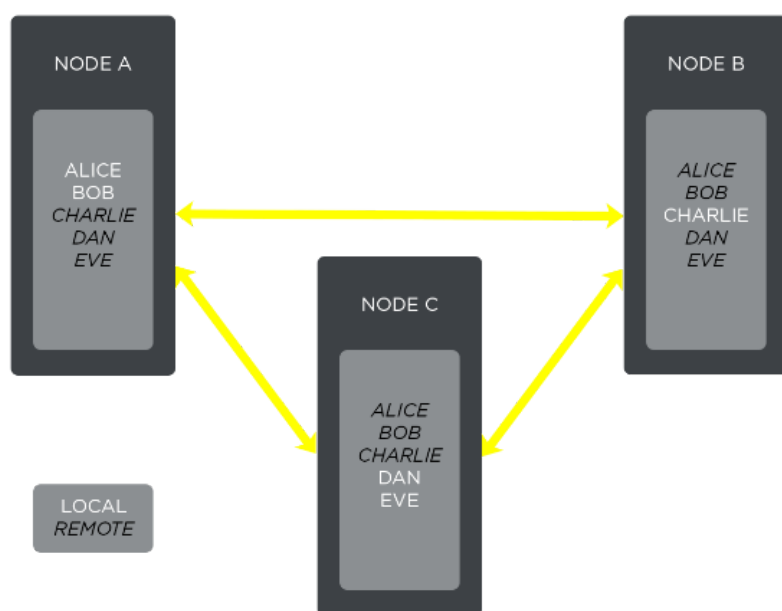 NODE A
ALICE
BOB
CHARLIE
DAN
EVE
NODE B
ALICE
BOB
CHARLIE
DAN
EVE
NODE C
ALICE
BOB
CHARLIE
DAN
EVE
LOCAL
REMOTE